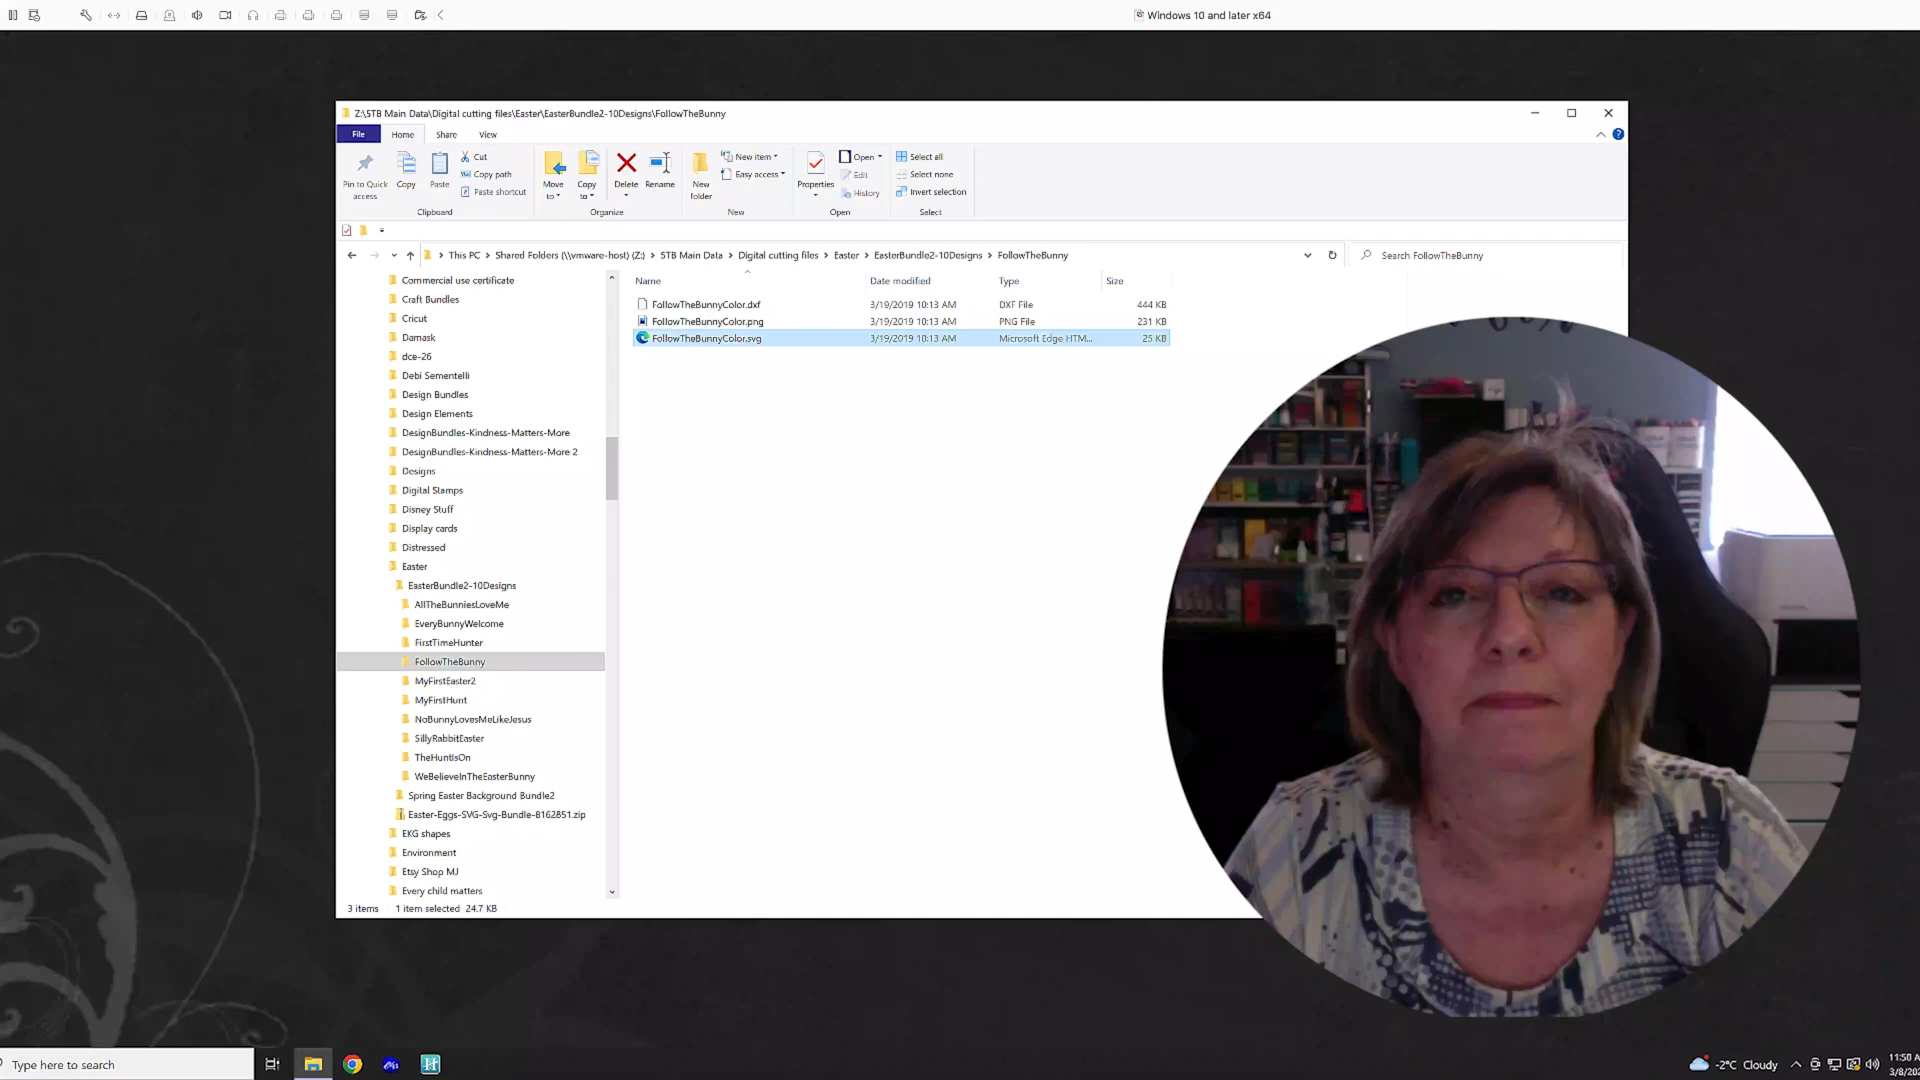 Windows 10 and later x64
Z:\5TB Main Data\Digital cutting files\Easter\EasterBundle2-10Designs\FollowTheBunny
File Home Share View
Pin to Quick access
Copy
Paste
Cut
Copy path
Paste shortcut
Clipboard
Move to
Copy to
Delete
Rename
Organize
New folder
New item
Easy access
New
Properties
Open
Edit
History
Open
Select all
Select none
Invert selection
Select
This PC > Shared Folders (\\vmware-host) (Z:) > 5TB Main Data > Digital cutting files > Easter > EasterBundle2-10Designs > FollowTheBunny
Search FollowTheBunny
Commercial use certificate
Craft Bundles
Cricut
Damask
dce-26
Debi Sementelli
Design Bundles
Design Elements
DesignBundles-Kindness-Matters-More
DesignBundles-Kindness-Matters-More 2
Designs
Digital Stamps
Disney Stuff
Display cards
Distressed
Easter
EasterBundle2-10Designs
AllTheBunniesLoveMe
EveryBunnyWelcome
FirstTimeHunter
FollowTheBunny
MyFirstEaster2
MyFirstHunt
NoBunnyLovesMeLikeJesus
SillyRabbitEaster
TheHuntIsOn
WeBelieveInTheEasterBunny
Spring Easter Background Bundle2
Easter-Eggs-SVG-Svg-Bundle-8162851.zip
EKG shapes
Environment
Etsy Shop MJ
Every child matters
Name Date modified Type Size
FollowTheBunnyColor.dxf 3/19/2019 10:13 AM DXF File 444 KB
FollowTheBunnyColor.png 3/19/2019 10:13 AM PNG File 231 KB
FollowTheBunnyColor.svg 3/19/2019 10:13 AM Microsoft Edge HTM... 25 KB
3 items 1 item selected 24.7 KB
Type here to search
-2°C Cloudy
11:50 A
3/8/202